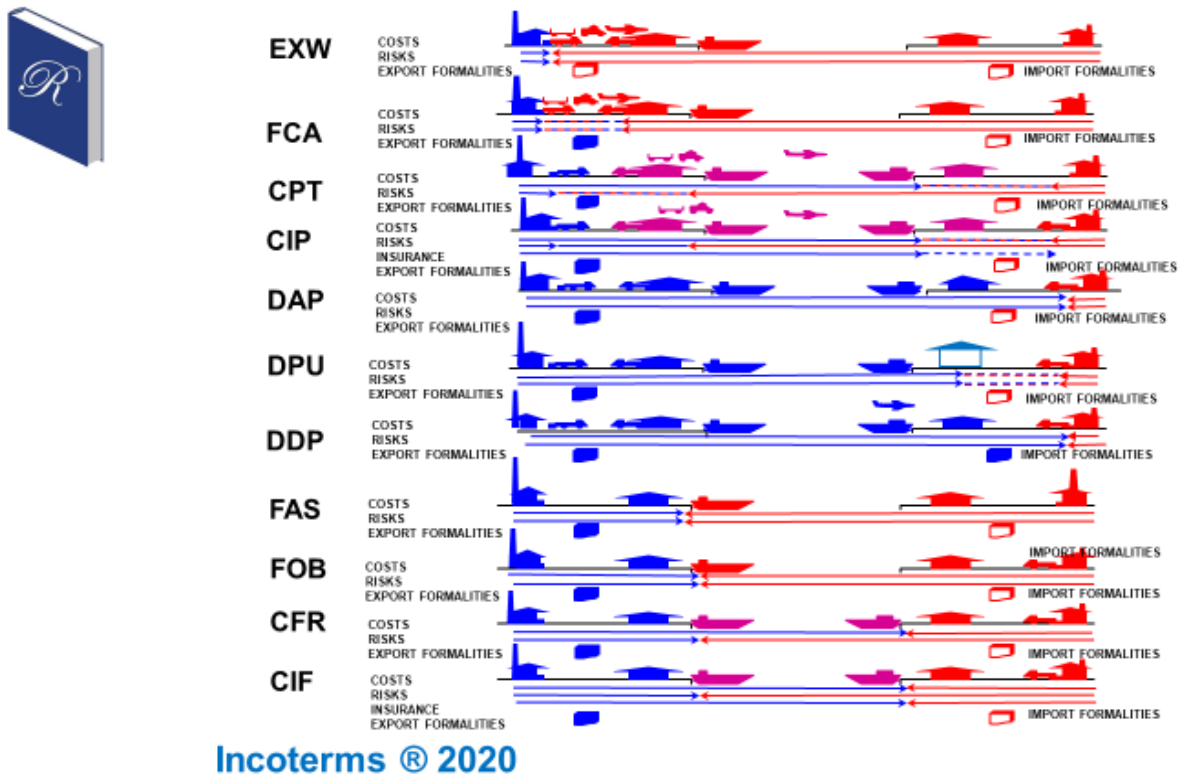 R
EXW
COSTS
RISKS
EXPORT FORMALITIES
IMPORT FORMALITIES
FCA
COSTS
RISKS
EXPORT FORMALITIES
IMPORT FORMALITIES
CPT
COSTS
RISKS
EXPORT FORMALITIES
IMPORT FORMALITIES
CIP
COSTS
RISKS
INSURANCE
EXPORT FORMALITIES
IMPORT FORMALITIES
DAP
COSTS
RISKS
EXPORT FORMALITIES
IMPORT FORMALITIES
DPU
COSTS
RISKS
EXPORT FORMALITIES
IMPORT FORMALITIES
DDP
COSTS
RISKS
EXPORT FORMALITIES
IMPORT FORMALITIES
FAS
COSTS
RISKS
EXPORT FORMALITIES
IMPORT FORMALITIES
FOB
COSTS
RISKS
EXPORT FORMALITIES
IMPORT FORMALITIES
CFR
COSTS
RISKS
EXPORT FORMALITIES
IMPORT FORMALITIES
CIF
COSTS
RISKS
INSURANCE
EXPORT FORMALITIES
IMPORT FORMALITIES
Incoterms ® 2020